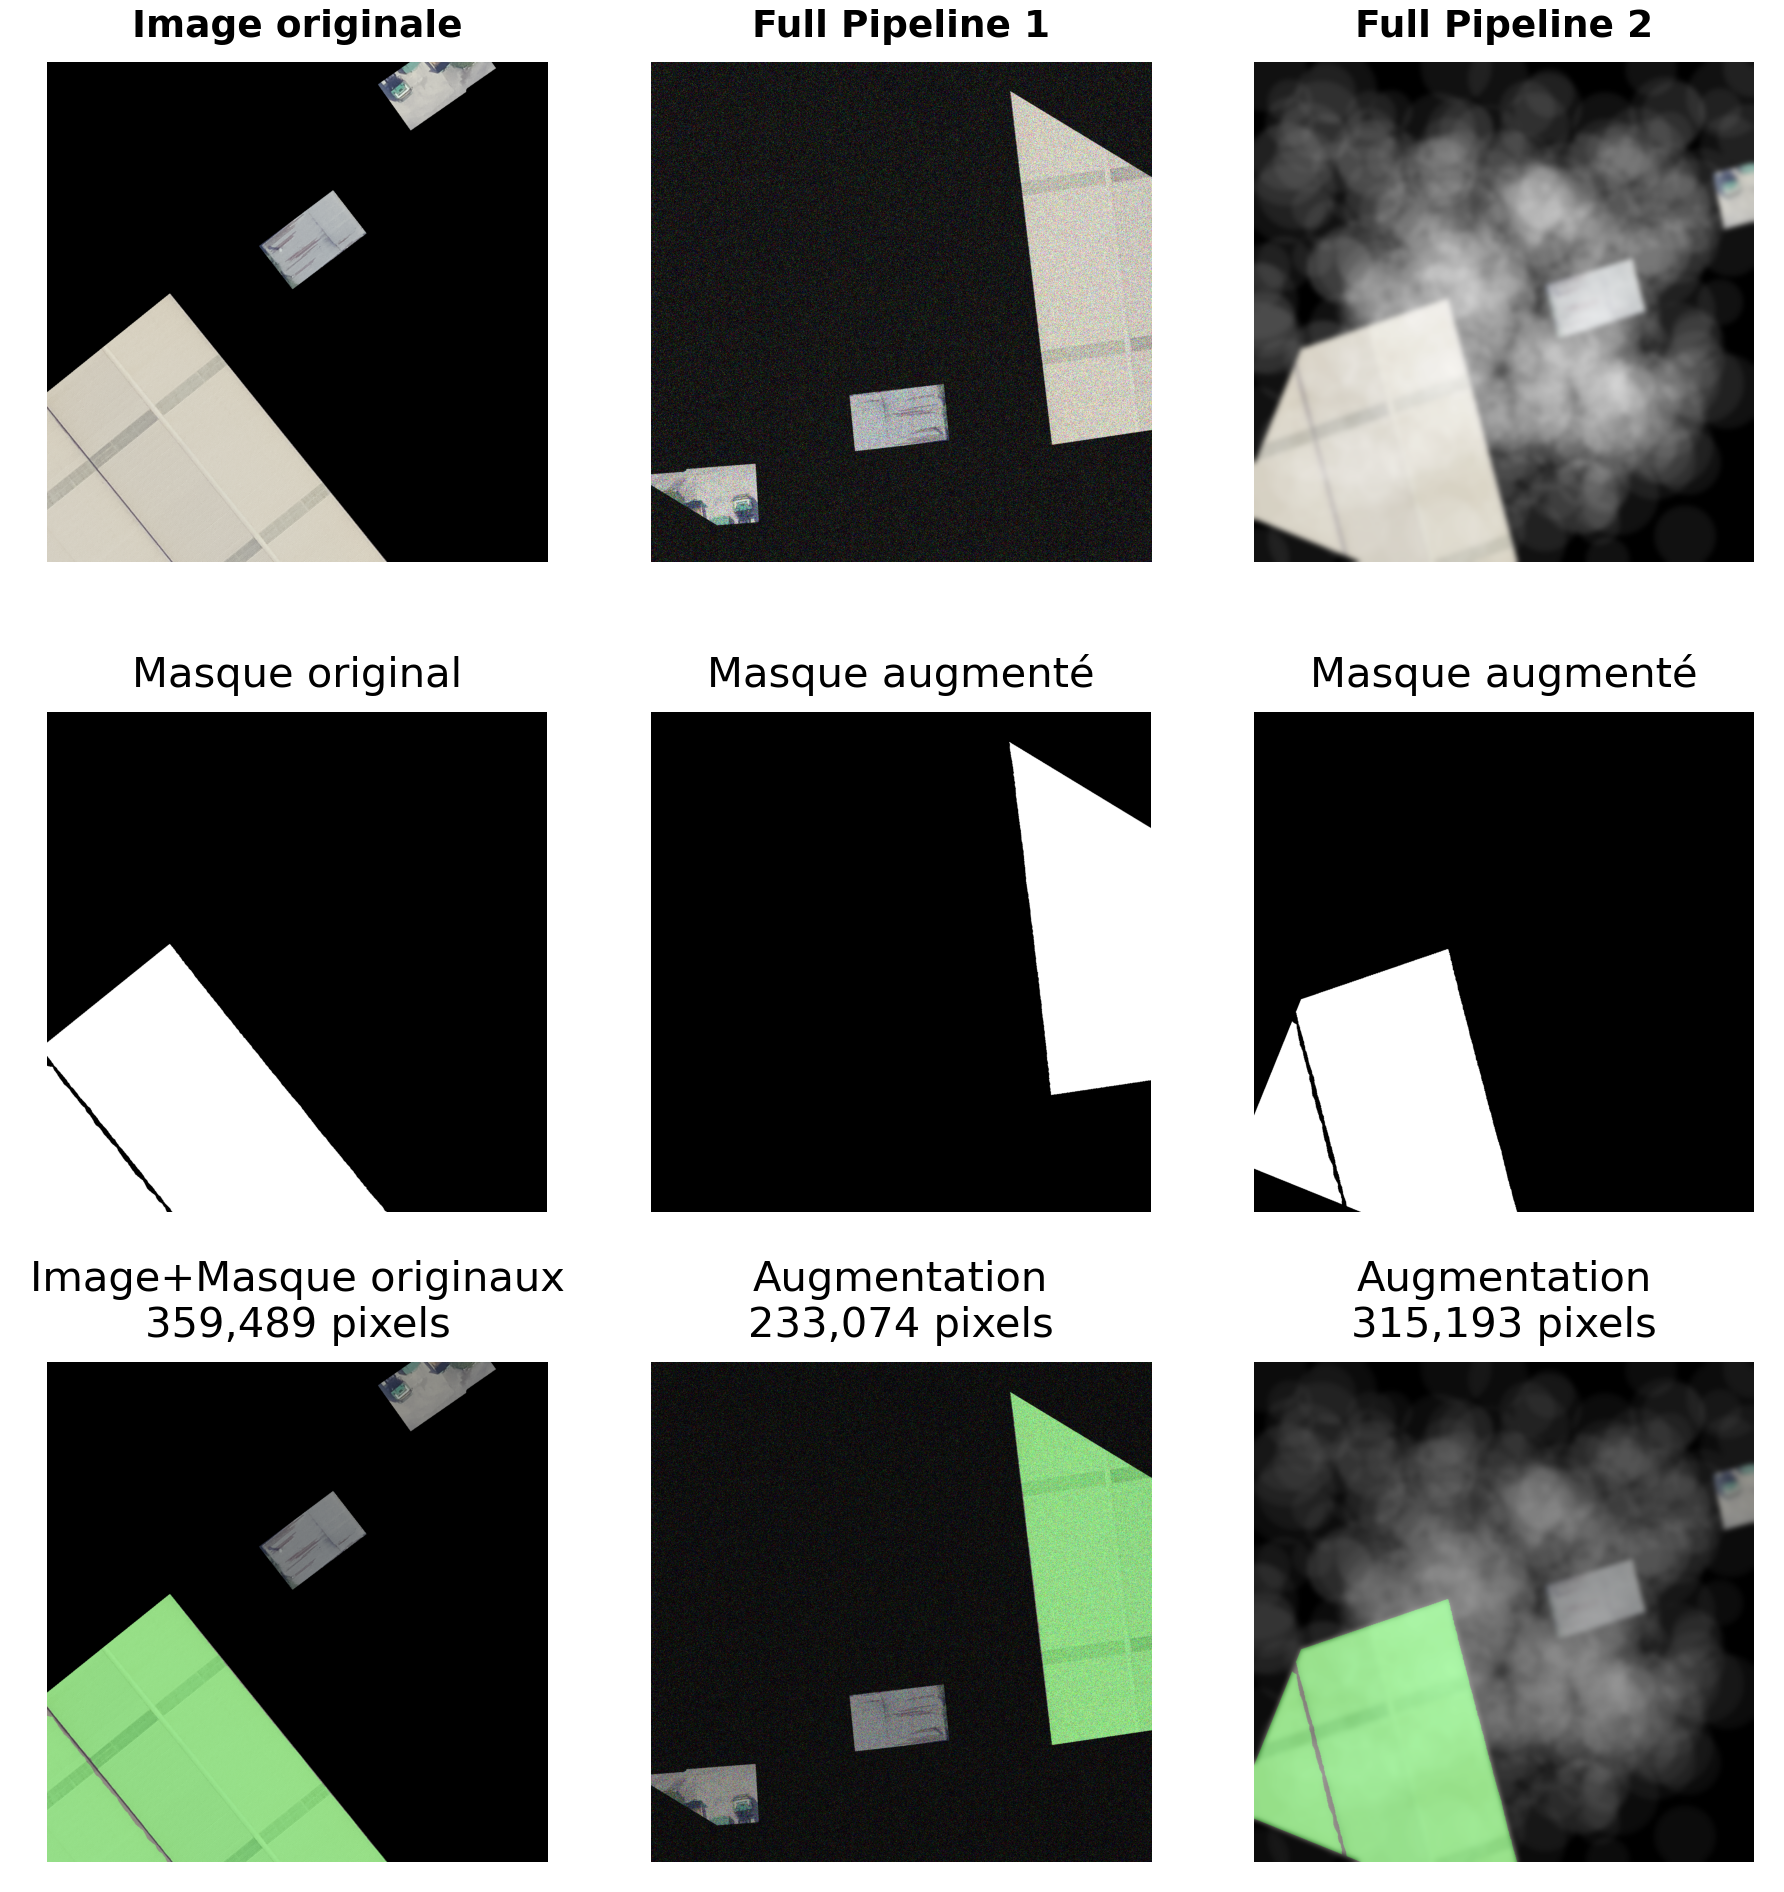 Image originale
Full Pipeline 1
Full Pipeline 2
Masque original
Masque augmenté
Masque augmenté
Image+Masque originaux
359,489 pixels
Augmentation
233,074 pixels
Augmentation
315,193 pixels